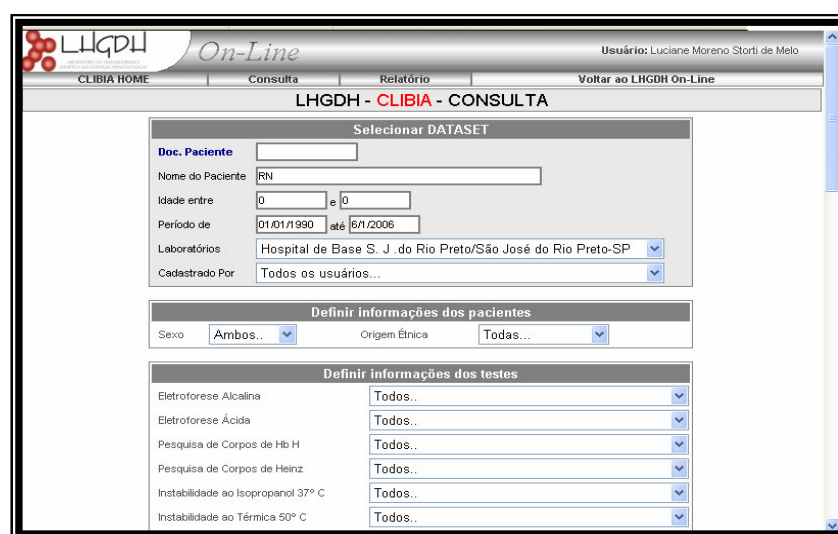 LHGDH On-Line Usuário: Luciane Moreno Storti de Melo
CLIBIA HOME Consulta Relatório Voltar ao LHGDH On-Line
LHGDH - CLIBIA - CONSULTA
Selecionar DATASET
Doc. Paciente
Nome do Paciente RN
Idade entre 0 e 0
Período de 01/01/1990 até 6/1/2006
Laboratórios Hospital de Base S. J .do Rio Preto/São José do Rio Preto-SP
Cadastrado Por Todos os usuários...
Definir informações dos pacientes
Sexo Ambos.. Origem Étnica Todas...
Definir informações dos testes
Eletroforese Alcalina Todos..
Eletroforese Ácida Todos..
Pesquisa de Corpos de Hb H Todos..
Pesquisa de Corpos de Heinz Todos..
Instabilidade ao Isopropanol 37º C Todos..
Instabilidade ao Térmica 50º C Todos..